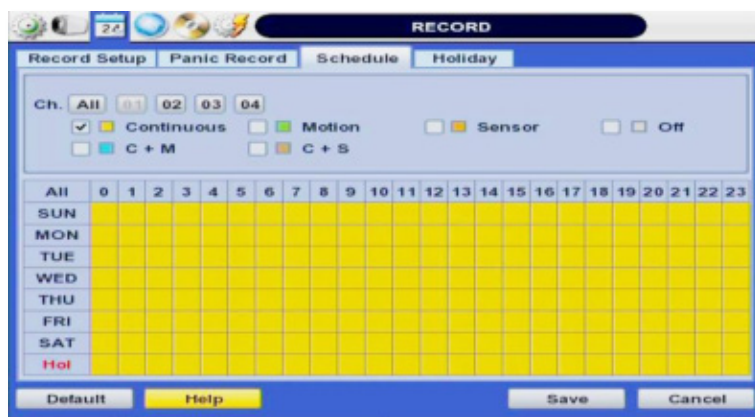 RECORD
Record Setup Panic Record Schedule Holiday
Ch. All 01 02 03 04
Continuous Motion Sensor Off
C + M C + S
All 0 1 2 3 4 5 6 7 8 9 10 11 12 13 14 15 16 17 18 19 20 21 22 23
SUN
MON
TUE
WED
THU
FRI
SAT
Hol
Default Help Save Cancel